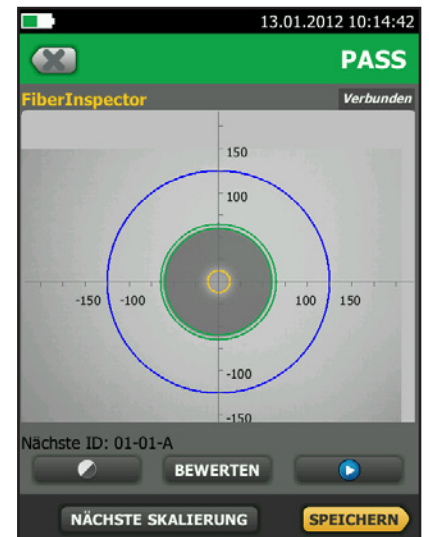 13.01.2012 10:14:42
PASS
FiberInspector
Verbunden
150
100
-150 -100 100 150
-100
-150
Nächste ID: 01-01-A
BEWERTEN
NÄCHSTE SKALIERUNG
SPEICHERN